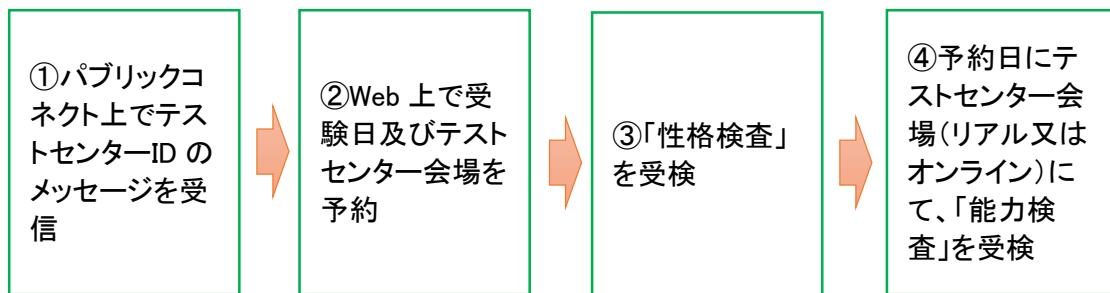 ①パブリックコ
ネクト上でテス
トセンターID の
メッセージを受
信
②Web 上で受
験日及びテスト
センター会場を
予約
③「性格検査」
を受検
④予約日にテ
ストセンター会
場(リアル又は
オンライン)に
て、「能力検
査」を受検